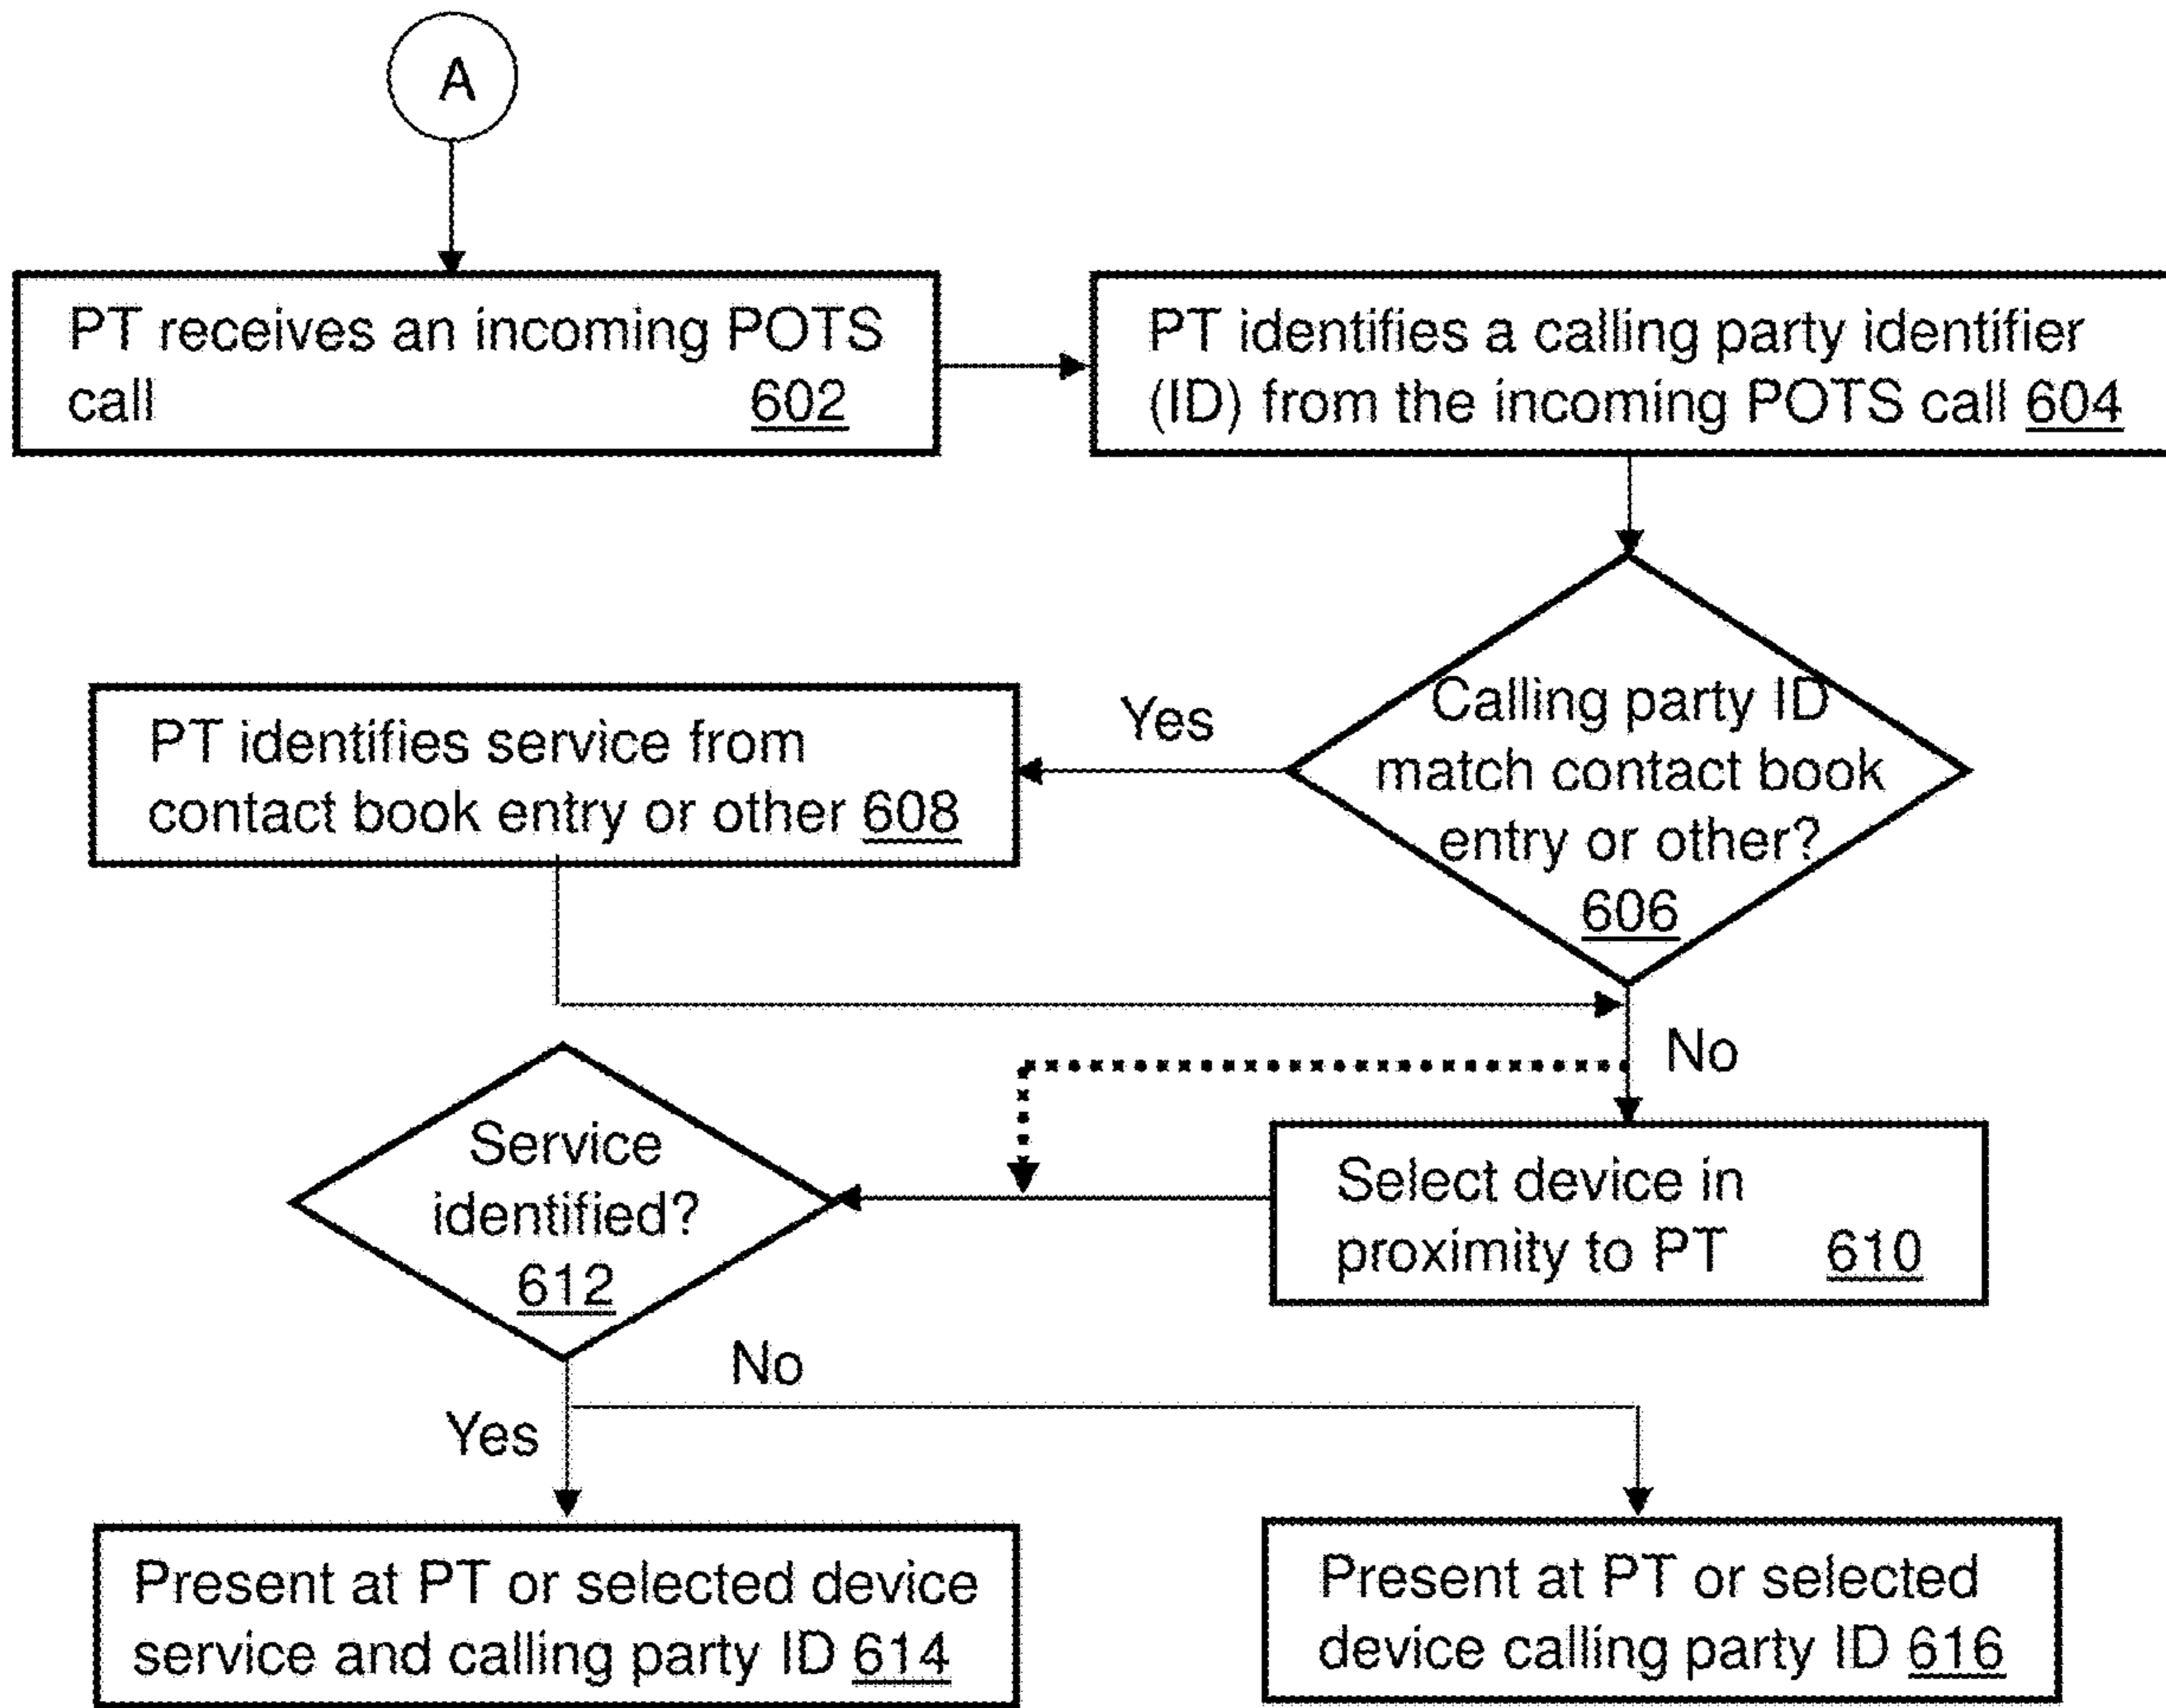 A
PT receives an incoming POTS
call 602
PT identifies a calling party identifier
(ID) from the incoming POTS call 604
Calling party ID
match contact book
entry or other?
606
Yes
PT identifies service from
contact book entry or other 608
No
Select device in
proximity to PT 610
Service
identified?
612
No
Yes
Present at PT or selected device
service and calling party ID 614
Present at PT or selected
device calling party ID 616